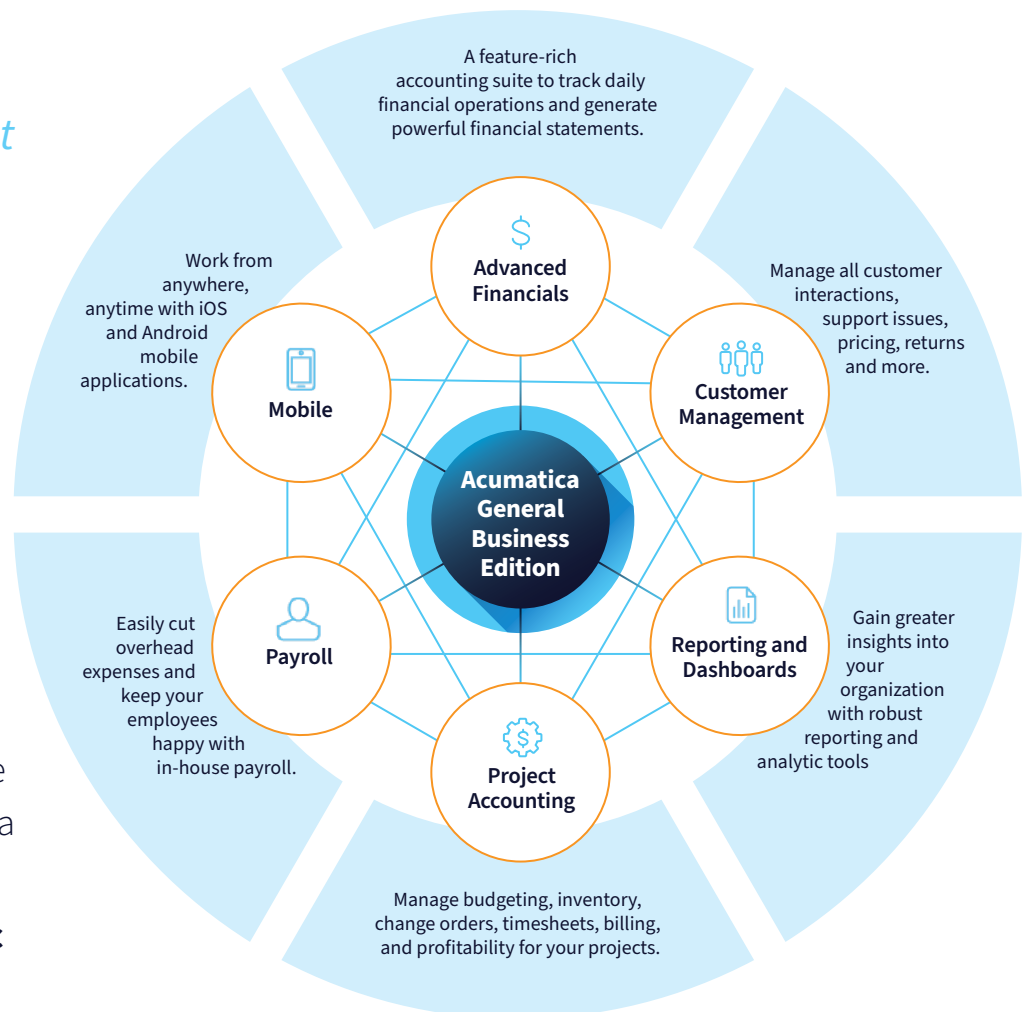 t
A feature-rich
accounting suite to track daily
financial operations and generate
powerful financial statements.
Advanced
Financials
Manage all customer
interactions,
support issues,
pricing, returns
and more.
Customer
Management
Gain greater
insights into
your
organization
with robust
reporting and
analytic tools
Reporting and
Dashboards
Manage budgeting, inventory,
change orders, timesheets, billing,
and profitability for your projects.
Project
Accounting
Easily cut
overhead
expenses and
keep your
employees
happy with
in-house payroll.
Payroll
Work from
anywhere,
anytime with iOS
and Android
mobile
applications.
Mobile
Acumatica
General
Business
Edition
e
a